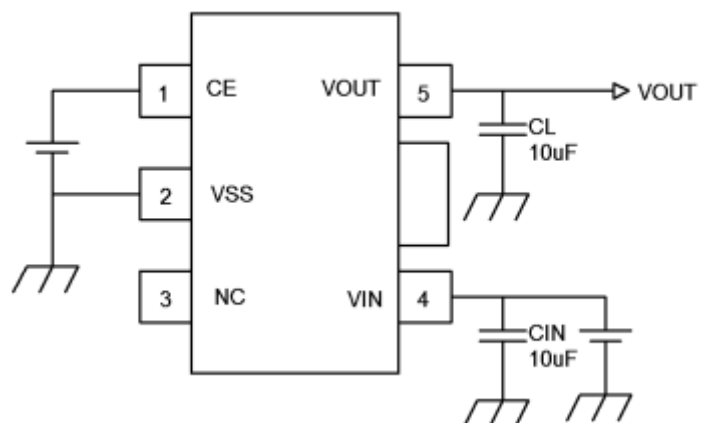 1 CE VOUT 5 VOUT
CL
10uF
2 VSS
3 NC VIN 4
CIN
10uF